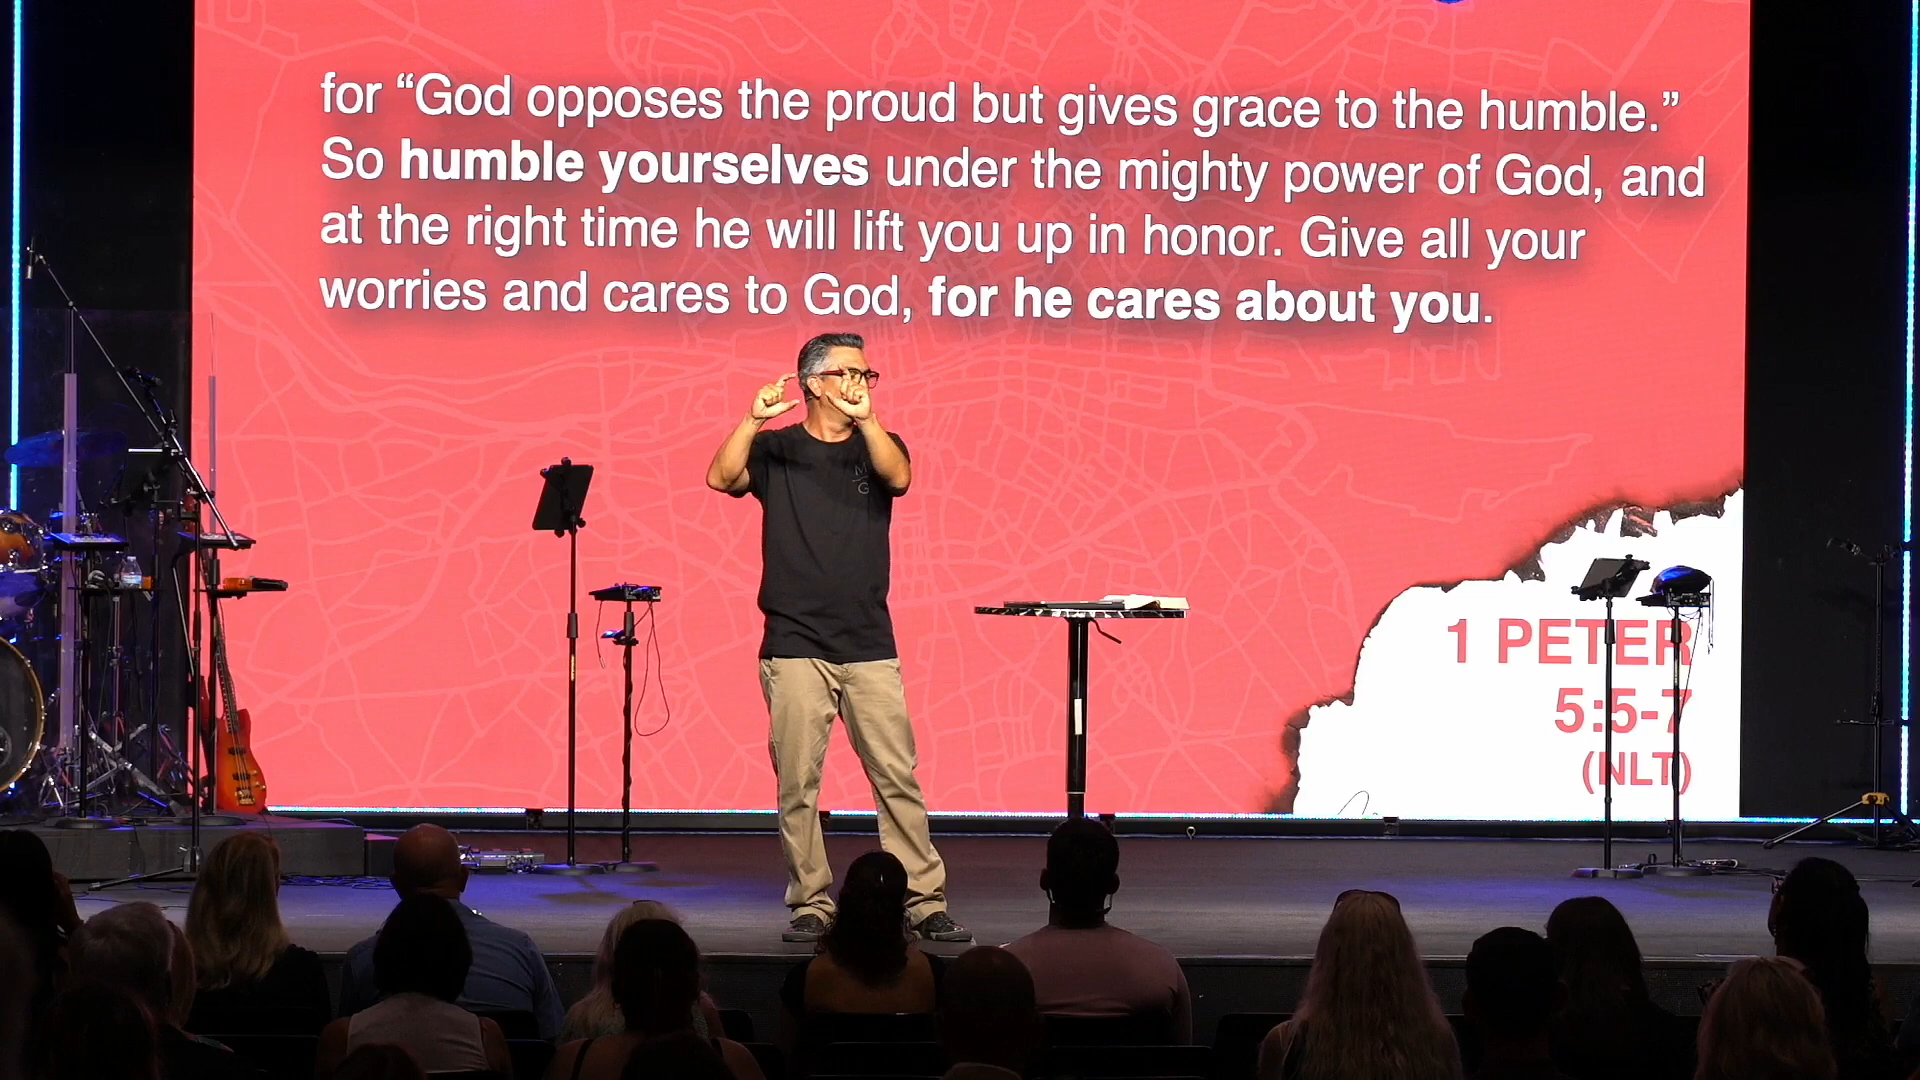 for “God opposes the proud but gives grace to the humble.”
So humble yourselves under the mighty power of God, and
at the right time he will lift you up in honor. Give all your
worries and cares to God, for he cares about you.
M
G
1 PETER
5:5-7
(NLT)